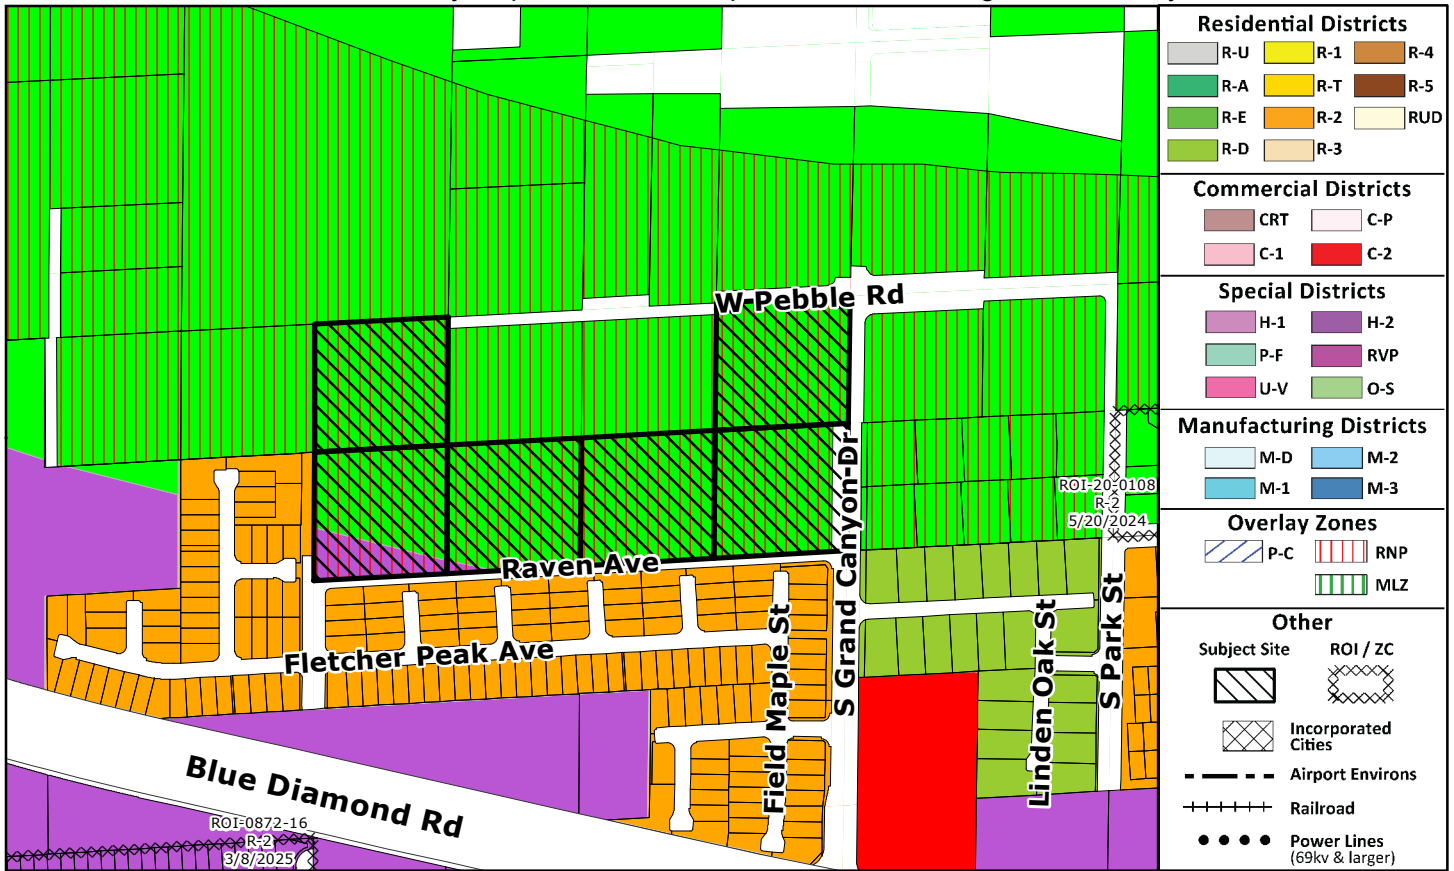 W Pebble Rd
ROI-20-0108
R-2
5/20/2024
S Grand Canyon Dr
Raven Ave
Fletcher Peak Ave
Field Maple St
Linden Oak St
S Park St
Blue Diamond Rd
ROI-0872-16
R-2
3/8/2025
Residential Districts
R-U R-1 R-4
R-A R-T R-5
R-E R-2 RUD
R-D R-3
Commercial Districts
CRT C-P
C-1 C-2
Special Districts
H-1 H-2
P-F RVP
U-V O-S
Manufacturing Districts
M-D M-2
M-1 M-3
Overlay Zones
P-C RNP
MLZ
Other
Subject Site ROI / ZC
Incorporated
Cities
Airport Environs
Railroad
Power Lines
(69kv & larger)